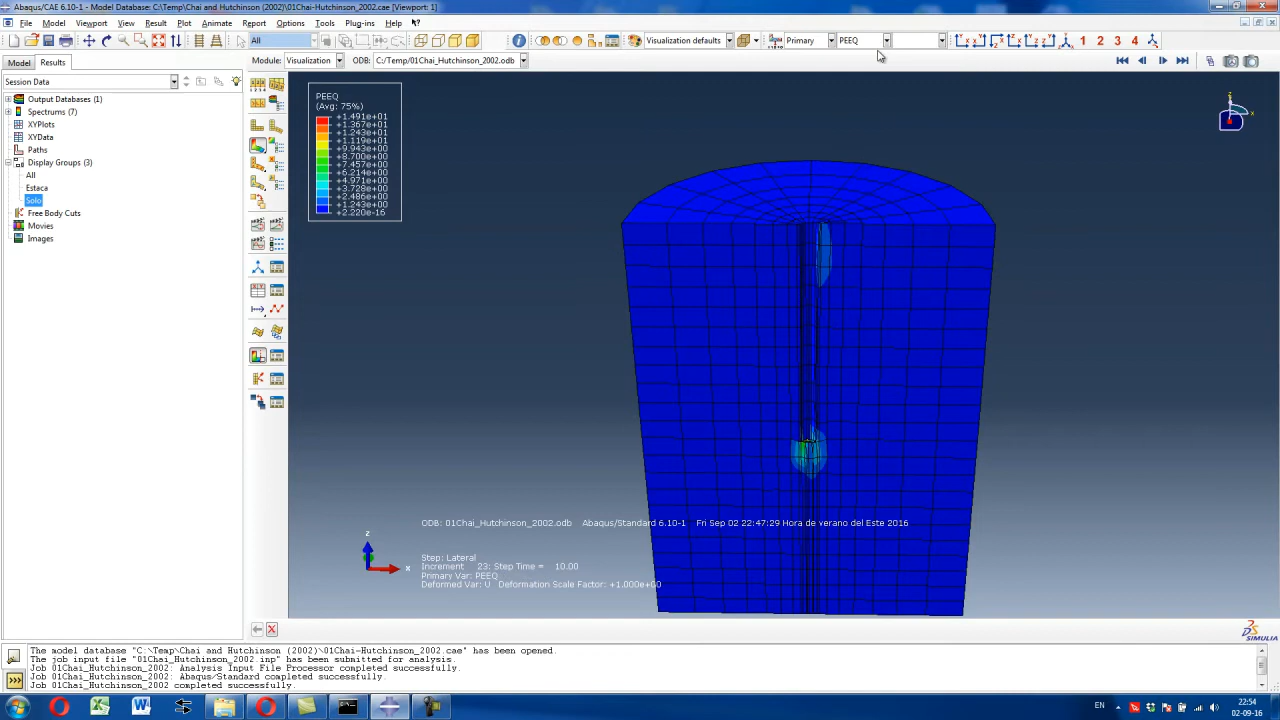 Abaqus/CAE 6.10-1 - Model Database: C:\Temp\Chai and Hutchinson (2002)\01Chai-Hutchinson_2002.cae [Viewport: 1]
File Model Viewport View Result Plot Animate Report Options Tools Plug-ins Help
All Visualization defaults Primary PEEQ 1 2 3 4
Model Results Module: Visualization ODB: C:/Temp/01Chai_Hutchinson_2002.odb
Session Data
Output Databases (1)
Spectrums (7)
XYPlots
XYData
Paths
Display Groups (3)
All
Estaca
Solo
Free Body Cuts
Movies
Images
PEEQ
(Avg: 75%)
+1.491e+01
+1.367e+01
+1.243e+01
+1.119e+01
+9.943e+00
+8.700e+00
+7.457e+00
+6.214e+00
+4.971e+00
+3.728e+00
+2.486e+00
+1.243e+00
+2.220e-16
ODB: 01Chai_Hutchinson_2002.odb Abaqus/Standard 6.10-1 Fri Sep 02 22:47:29 Hora de verano del Este 2016
Step: Lateral
Increment 23: Step Time = 10.00
Primary Var: PEEQ
Deformed Var: U Deformation Scale Factor: +1.000e+00
z
x
SIMULIA
The model database "C:\Temp\Chai and Hutchinson (2002)\01Chai-Hutchinson_2002.cae" has been opened.
The job input file "01Chai_Hutchinson_2002.inp" has been submitted for analysis.
Job 01Chai_Hutchinson_2002: Analysis Input File Processor completed successfully.
Job 01Chai_Hutchinson_2002: Abaqus/Standard completed successfully.
Job 01Chai_Hutchinson_2002 completed successfully.
EN 22:54
02-09-16